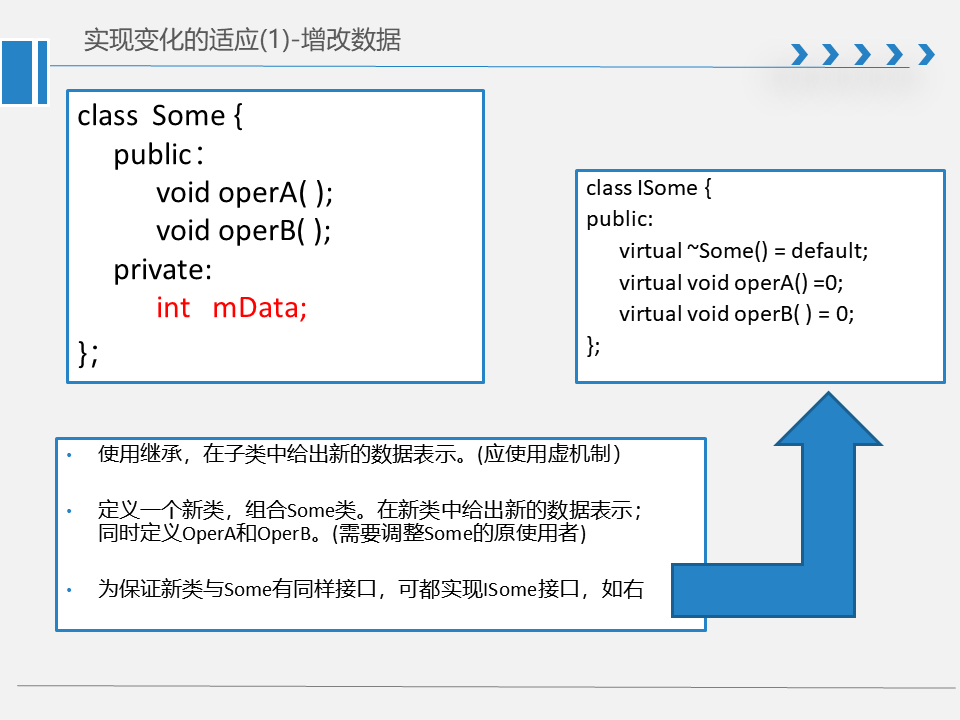 实现变化的适应(1)-增改数据
class Some {
public：
void operA( );
void operB( );
private:
int mData;
};
class ISome {
public:
virtual ~Some() = default;
virtual void operA() =0;
virtual void operB( ) = 0;
};
• 使用继承，在子类中给出新的数据表示。(应使用虚机制）
• 定义一个新类，组合Some类。在新类中给出新的数据表示；
同时定义OperA和OperB。(需要调整Some的原使用者)
• 为保证新类与Some有同样接口，可都实现ISome接口，如右